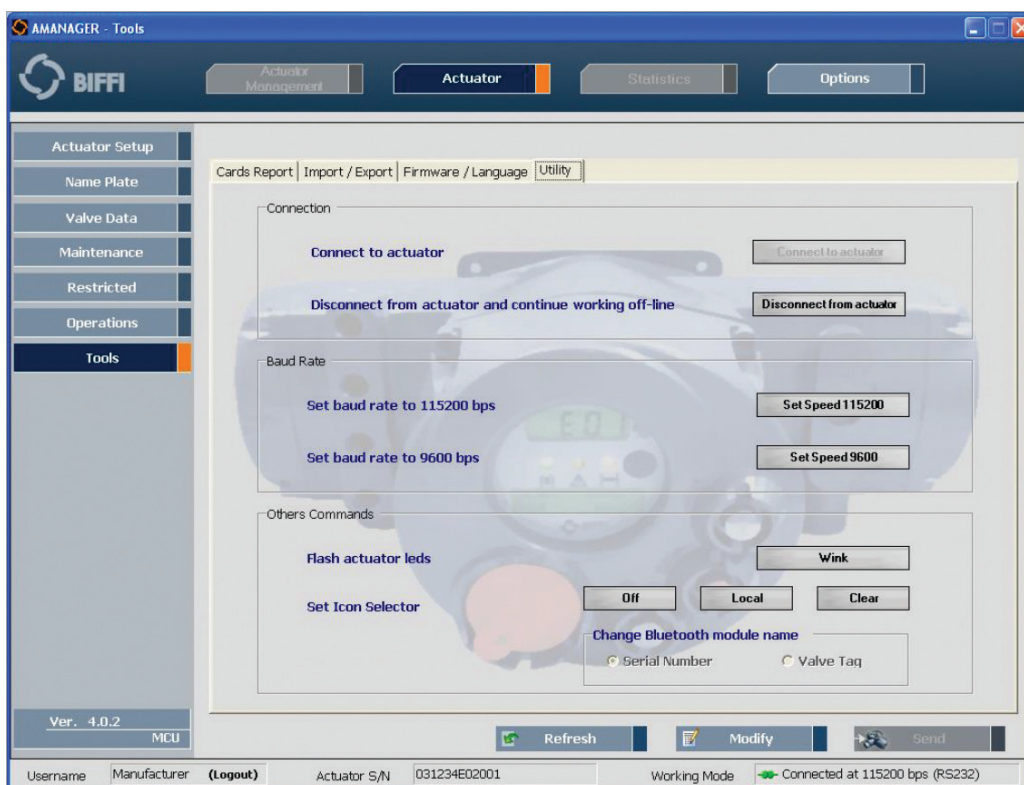 AMANAGER - Tools
BIFFI
Actuator Management
Actuator
Statistics
Options
Actuator Setup
Name Plate
Valve Data
Maintenance
Restricted
Operations
Tools
Cards Report
Import / Export
Firmware / Language
Utility
Connection
Connect to actuator
Connect to actuator
Disconnect from actuator and continue working off-line
Disconnect from actuator
Baud Rate
Set baud rate to 115200 bps
Set Speed 115200
E01
Set baud rate to 9600 bps
Set Speed 9600
Others Commands
Flash actuator leds
Wink
Set Icon Selector
Off
Local
Clear
Change Bluetooth module name
Serial Number
Valve Tag
Ver. 4.0.2
MCU
Refresh
Modify
Send
Username
Manufacturer
(Logout)
Actuator S/N
031234E02001
Working Mode
Connected at 115200 bps (RS232)